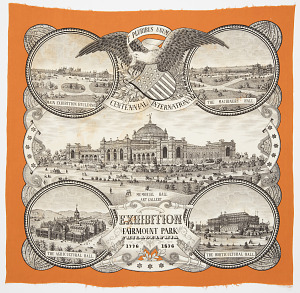 E PLURIBUS UNUM
MAIN EXHIBITION BUILDING
CENTENNIAL INTERNATIONAL
THE MACHINERY HALL
MEMORIAL HALL
ART GALLERY
EXHIBITION
FAIRMOUNT PARK
PHILADELPHIA
1776 1876
THE AGRICULTURAL HALL
THE HORTICULTURAL HALL